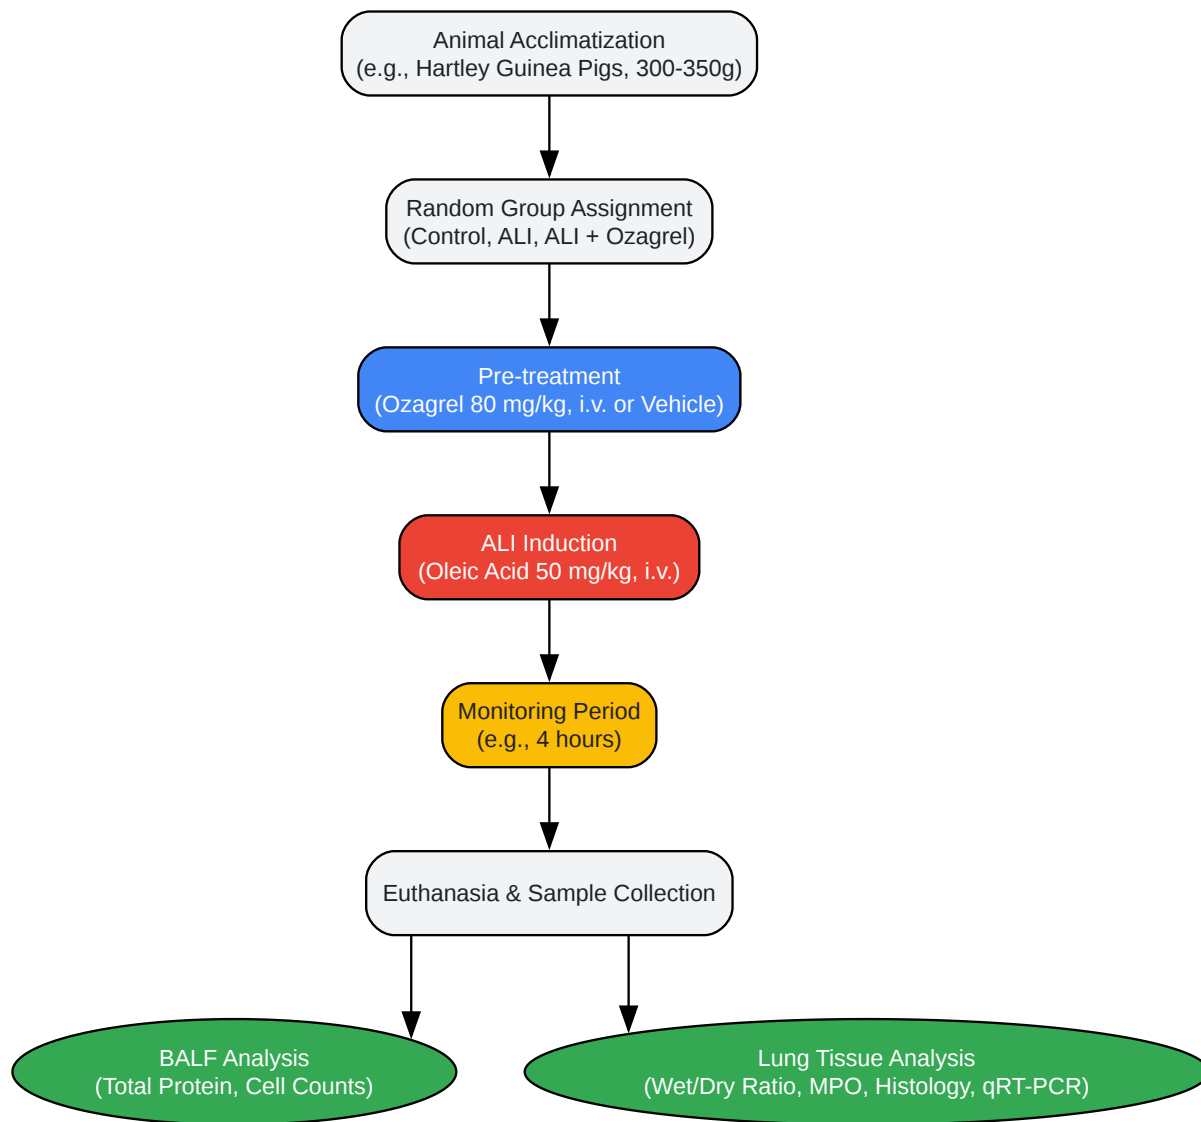 Animal Acclimatization
(e.g., Hartley Guinea Pigs, 300-350g)
Random Group Assignment
(Control, ALI, ALI + Ozagrel)
Pre-treatment
(Ozagrel 80 mg/kg, i.v. or Vehicle)
ALI Induction
(Oleic Acid 50 mg/kg, i.v.)
Monitoring Period
(e.g., 4 hours)
Euthanasia & Sample Collection
BALF Analysis
(Total Protein, Cell Counts)
Lung Tissue Analysis
(Wet/Dry Ratio, MPO, Histology, qRT-PCR)